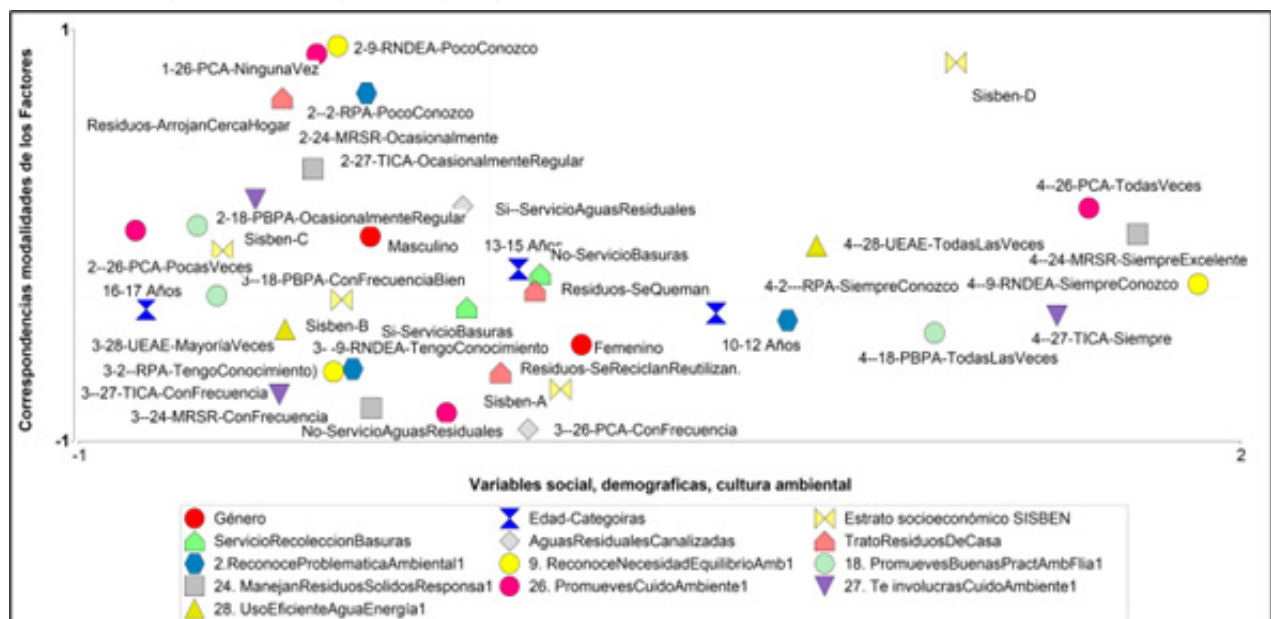 1
2-9-RNDEA-PocoConozco
1-26-PCA-NingunaVez
Sisben-D
2--2-RPA-PocoConozco
Residuos-ArrojanCercaHogar
2-24-MRSR-Ocasionalmente
2-27-TICA-OcasionalmenteRegular
4--26-PCA-TodasVeces
Si--ServicioAguasResiduales
2-18-PBPA-OcasionalmenteRegular
Sisben-C
Masculino
13-15 Años
No-ServicioBasuras
4--28-UEAE-TodasLasVeces
4--24-MRSR-SiempreExcelente
2--26-PCA-PocasVeces
3--18-PBPA-ConFrecuenciaBien
16-17 Años
Residuos-SeQueman
4-2---RPA-SiempreConozco
4--9-RNDEA-SiempreConozco
Sisben-B
Si-ServicioBasuras
4--27-TICA-Siempre
3-28-UEAE-MayoríaVeces
3- -9-RNDEA-TengoConocimiento
Femenino
10-12 Años
4--18-PBPA-TodasLasVeces
3-2--RPA-TengoConocimiento)
Residuos-SeReciclanReutilizan.
3--27-TICA-ConFrecuencia
Sisben-A
3--24-MRSR-ConFrecuencia
No-ServicioAguasResiduales
3--26-PCA-ConFrecuencia
-1
-1
2
Correspondencias modalidades de los Factores
Variables social, demograficas, cultura ambiental
Género
Edad-Categoiras
Estrato socioeconómico SISBEN
ServicioRecoleccionBasuras
AguasResidualesCanalizadas
TratoResiduosDeCasa
2.ReconoceProblematicaAmbiental1
9. ReconoceNecesidadEquilibrioAmb1
18. PromuevesBuenasPractAmbFlia1
24. ManejanResiduosSolidosResponsa1
26. PromuevesCuidoAmbiente1
27. Te involucrasCuidoAmbiente1
28. UsoEficienteAguaEnergía1